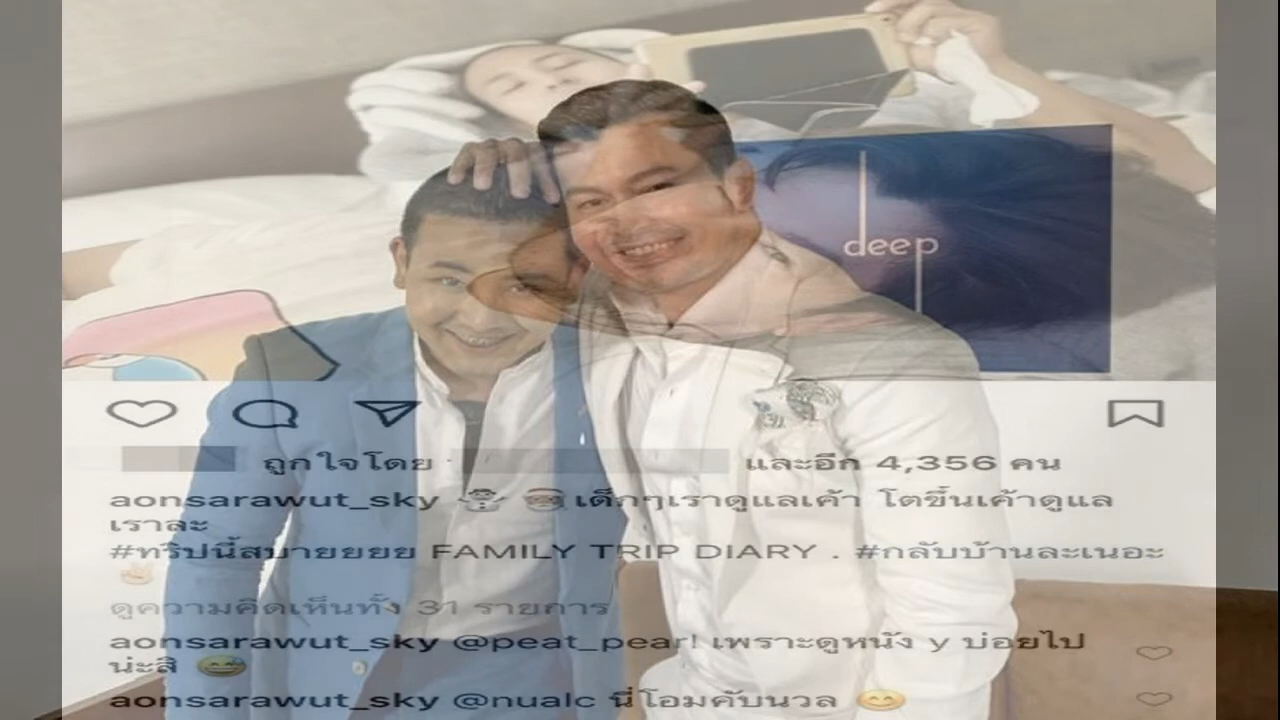 deep
ถูกใจโดย
และอีก 4,356 คน
aonsarawut_sky ⛄ 🎅 เด็กๆเราดูแลเค้า โตขึ้นเค้าดูแล
เราละ
#ทริปนี้สบายยยย FAMILY TRIP DIARY . #กลับบ้านละเนอะ
✌🏻
ดูความคิดเห็นทั้ง 31 รายการ
aonsarawut_sky @peat_pear! เพราะดูหนัง y บ่อยไป
น่ะสิ 😅
aonsarawut_sky @nualc นี่โอมคับนวล 😊